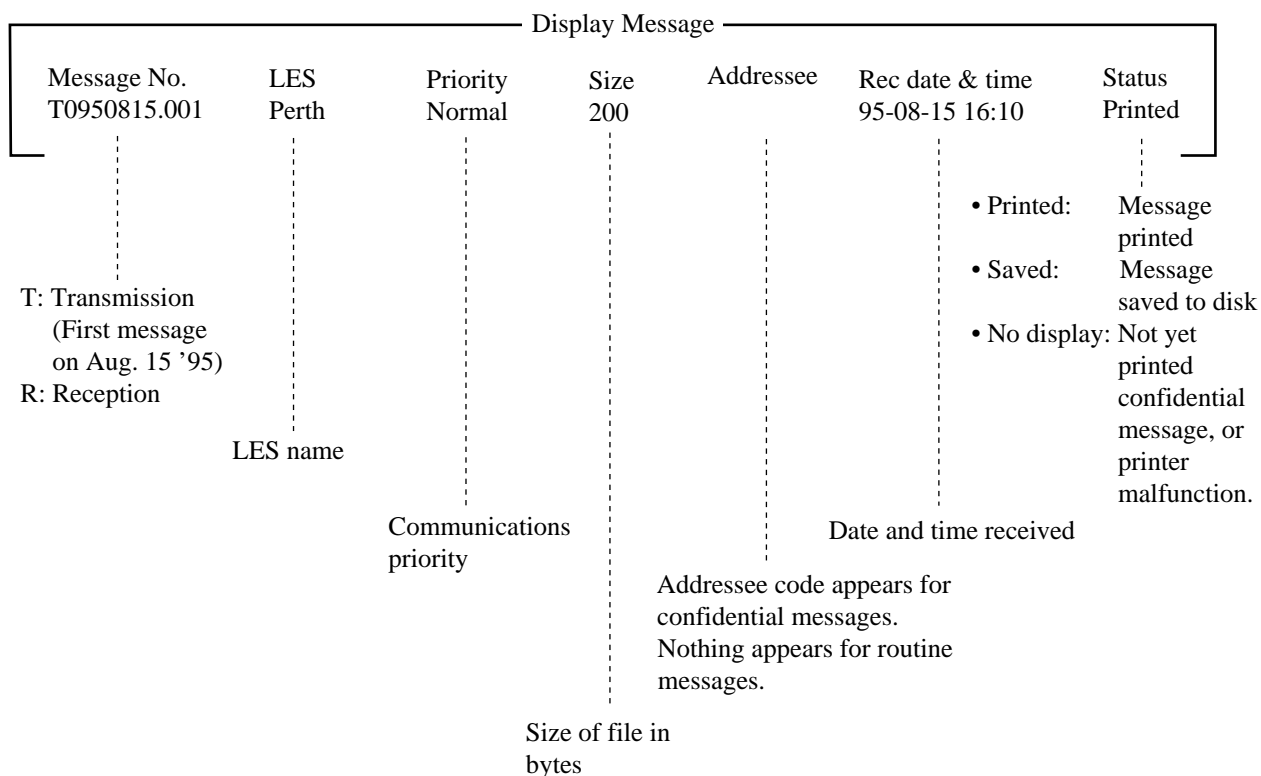 Display Message
Message No. LES Priority Size Addressee Rec date & time Status
T0950815.001 Perth Normal 200 95-08-15 16:10 Printed
• Printed: Message
printed
• Saved: Message
saved to disk
• No display: Not yet
printed
confidential
message, or
printer
malfunction.
T: Transmission
(First message
on Aug. 15 ’95)
R: Reception
LES name
Communications
priority
Date and time received
Addressee code appears for
confidential messages.
Nothing appears for routine
messages.
Size of file in
bytes